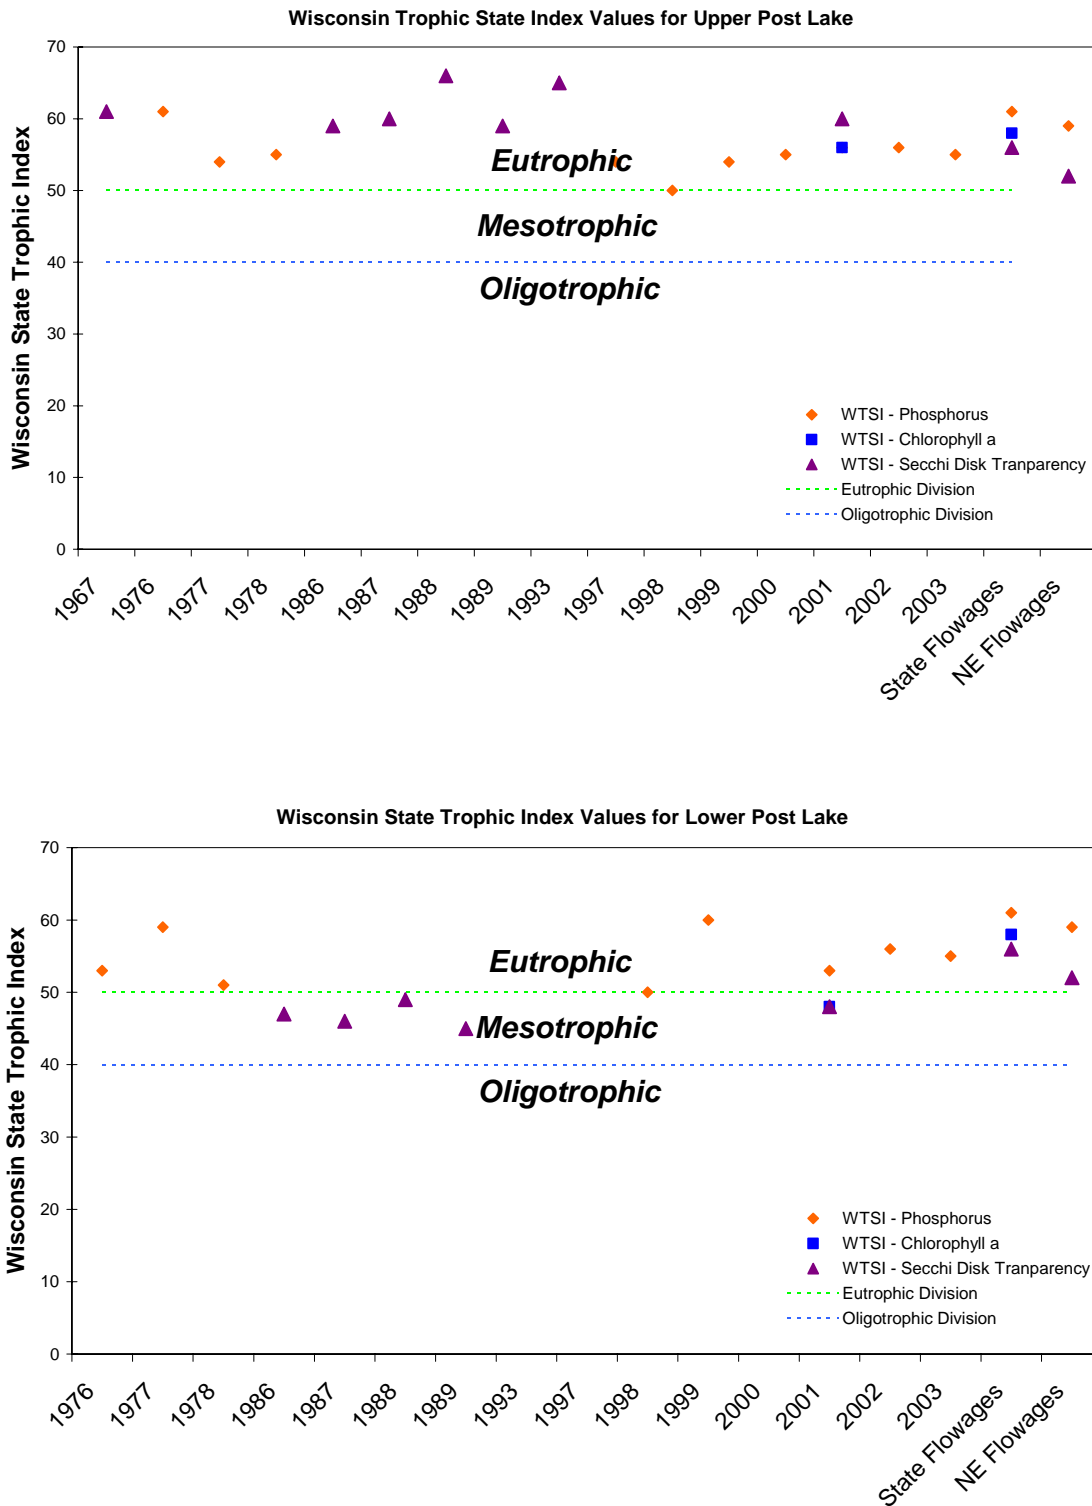 Wisconsin Trophic State Index Values for Upper Post Lake
Wisconsin State Trophic Index
70
60
50
40
30
20
10
0
Eutrophic
Mesotrophic
Oligotrophic
WTSI - Phosphorus
WTSI - Chlorophyll a
WTSI - Secchi Disk Tranparency
Eutrophic Division
Oligotrophic Division
1967
1976
1977
1978
1986
1987
1988
1989
1993
1997
1998
1999
2000
2001
2002
2003
State Flowages
NE Flowages
Wisconsin State Trophic Index Values for Lower Post Lake
Wisconsin State Trophic Index
70
60
50
40
30
20
10
0
Eutrophic
Mesotrophic
Oligotrophic
WTSI - Phosphorus
WTSI - Chlorophyll a
WTSI - Secchi Disk Tranparency
Eutrophic Division
Oligotrophic Division
1976
1977
1978
1986
1987
1988
1989
1993
1997
1998
1999
2000
2001
2002
2003
State Flowages
NE Flowages